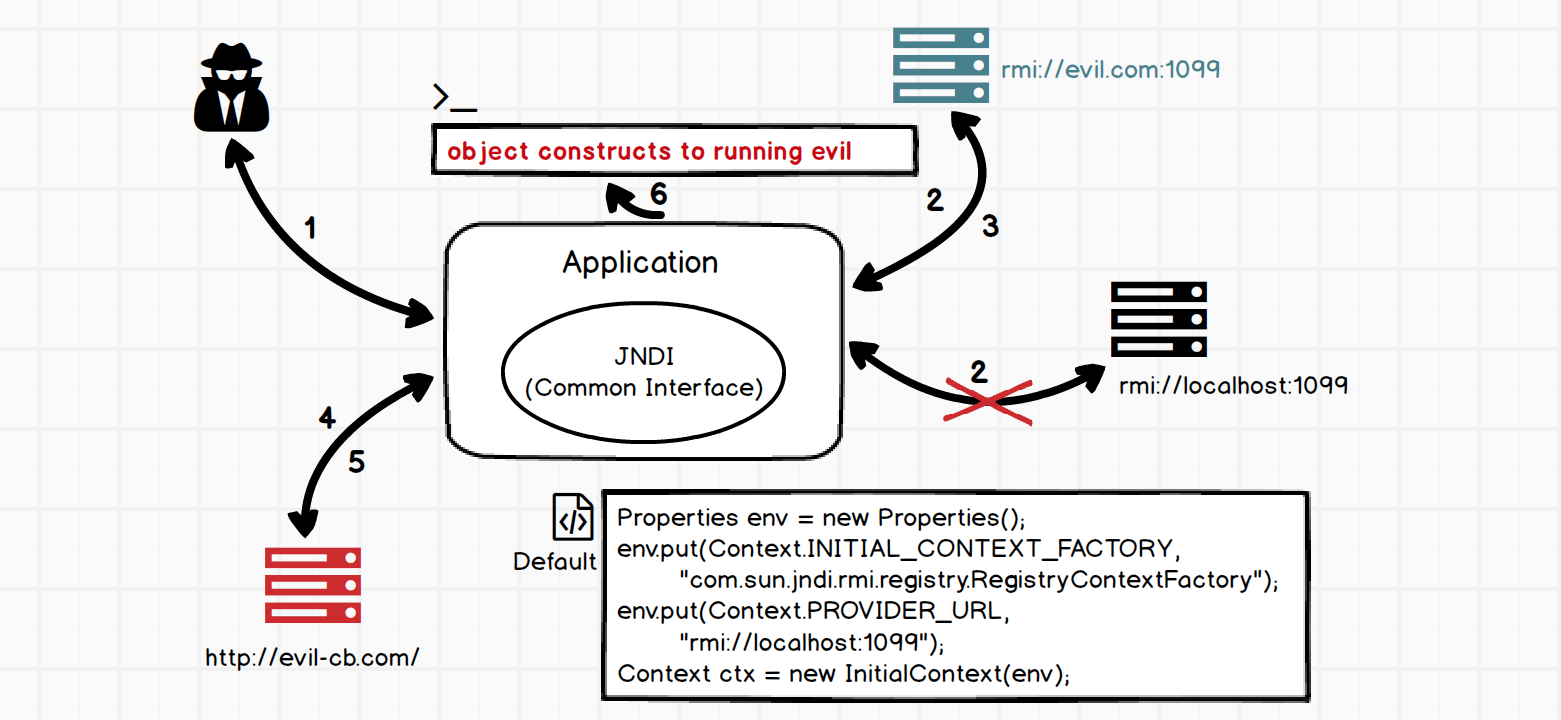 >_
rmi://evil.com:1099
object constructs to running evil
6
2
3
1
Application
JNDI
(Common Interface)
2
rmi://localhost:1099
4
5
</>
Default
Properties env = new Properties();
env.put(Context.INITIAL_CONTEXT_FACTORY,
"com.sun.jndi.rmi.registry.RegistryContextFactory");
env.put(Context.PROVIDER_URL,
"rmi://localhost:1099");
Context ctx = new InitialContext(env);
http://evil-cb.com/